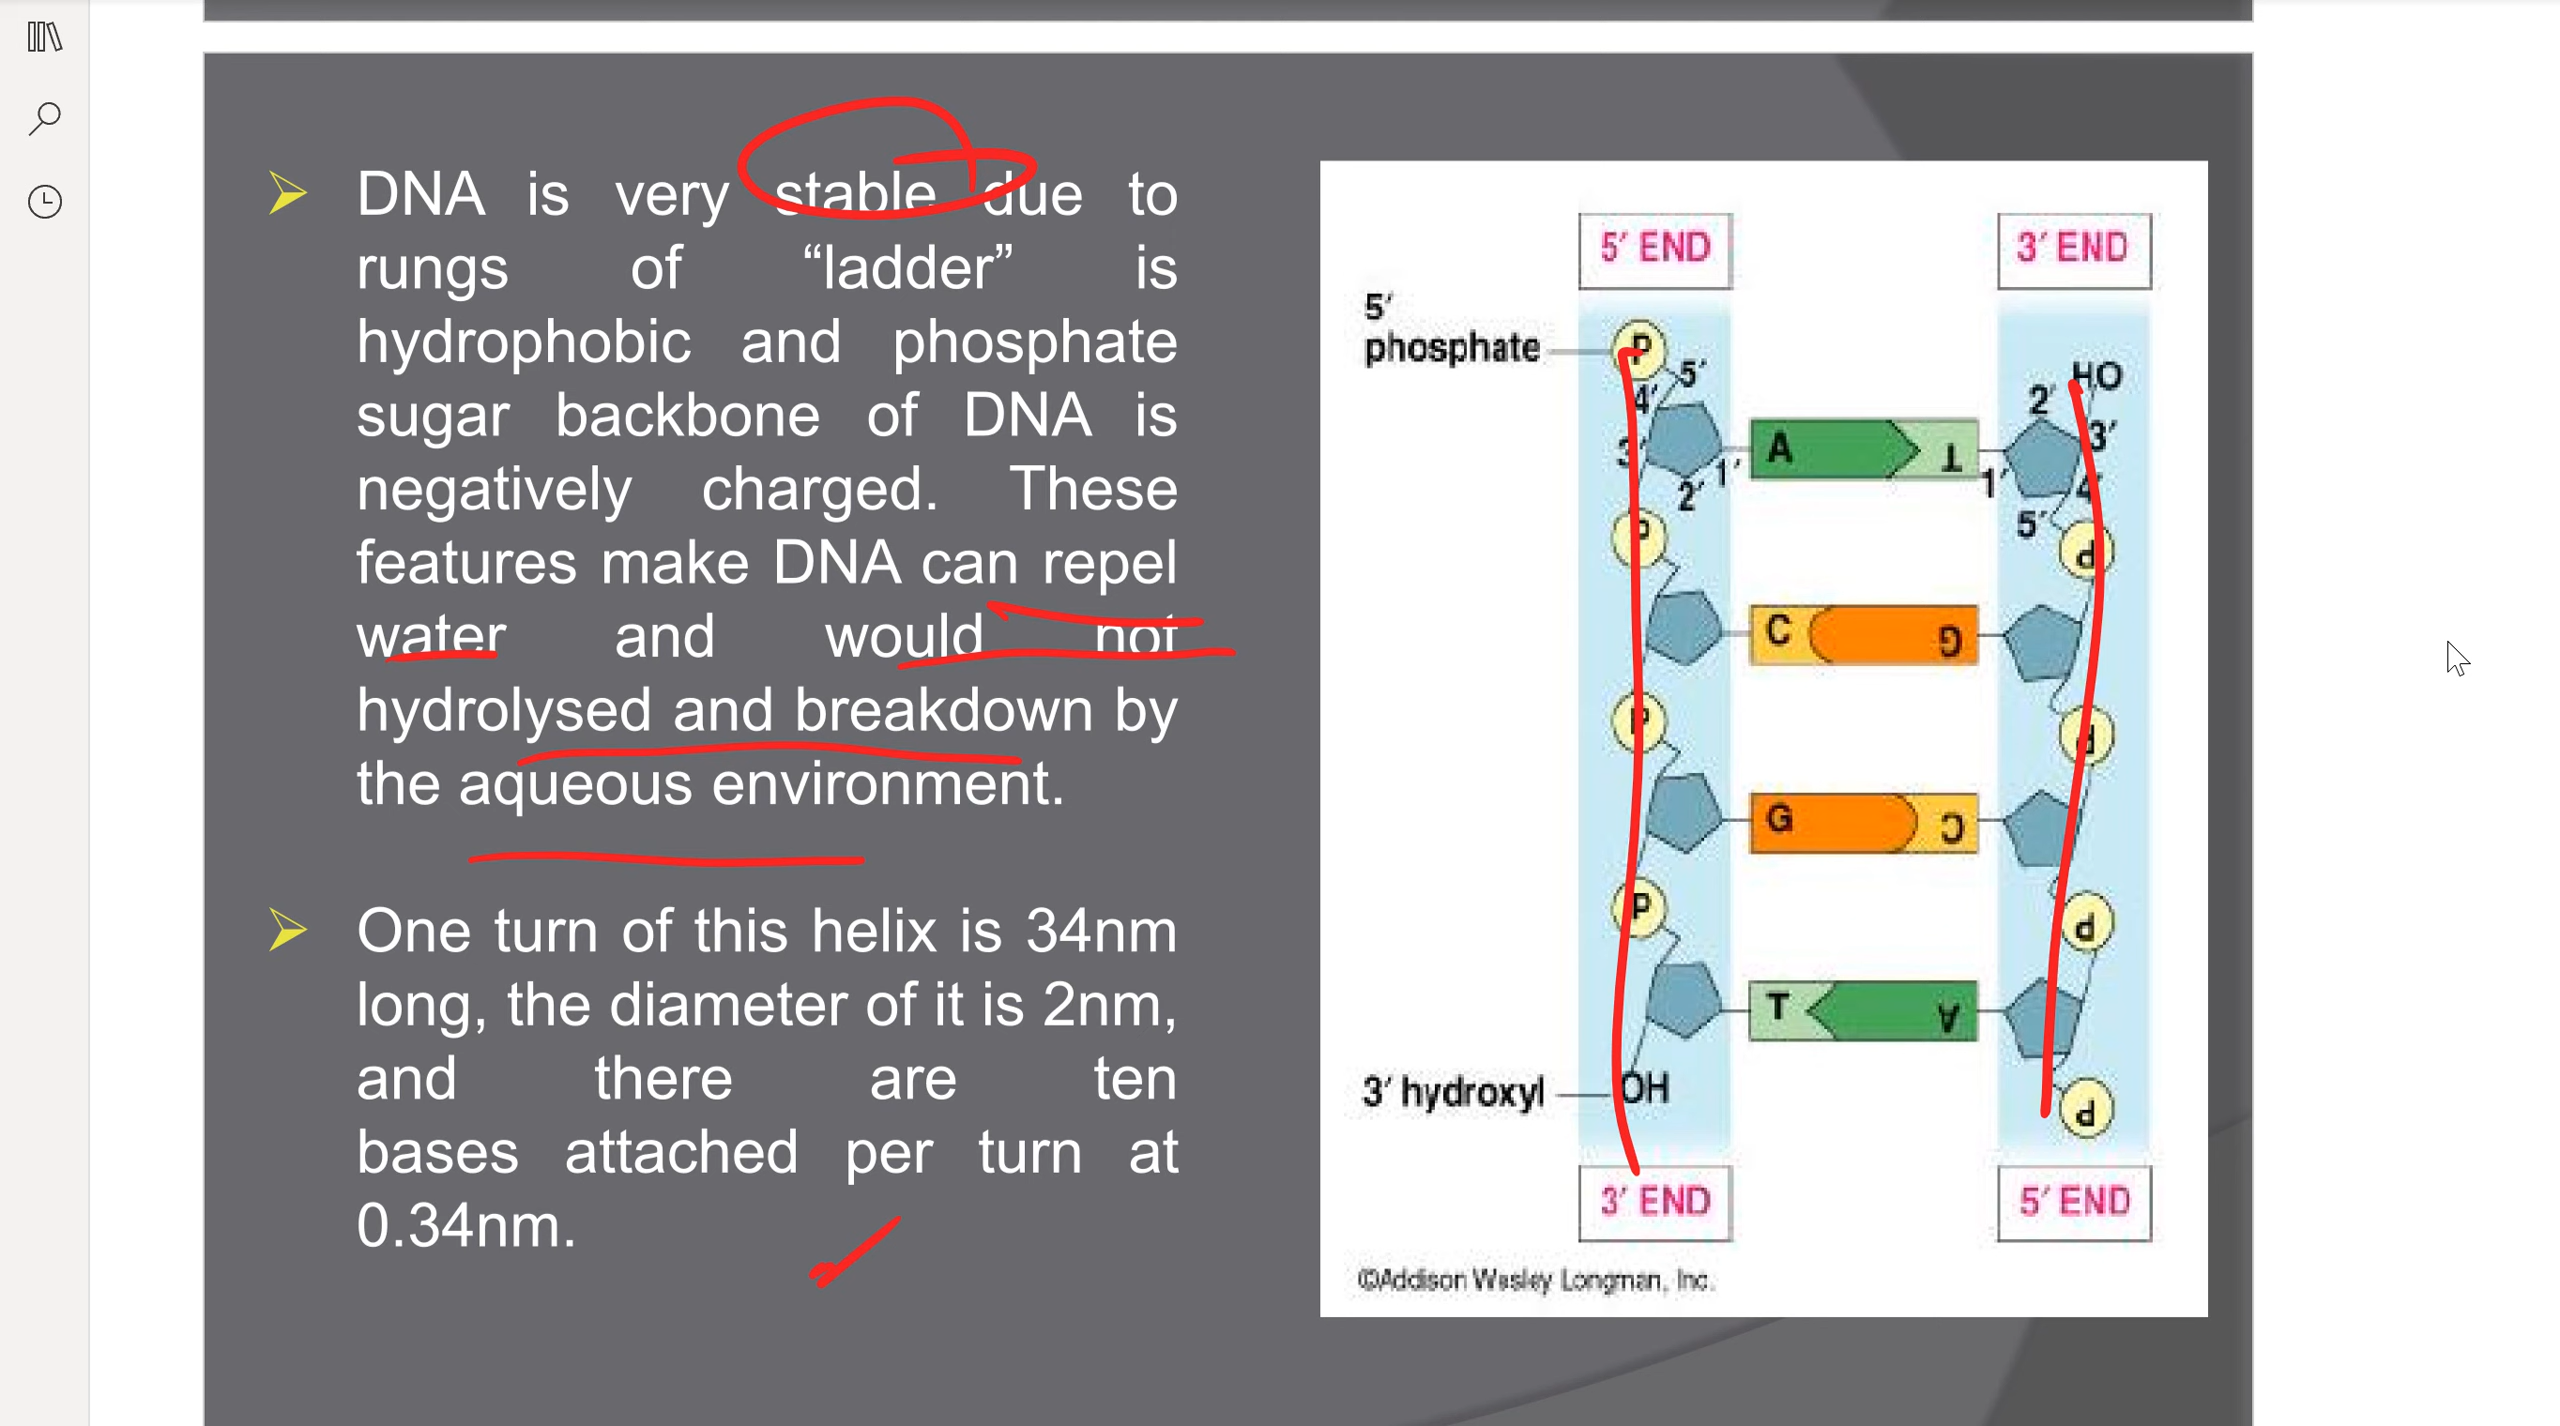 DNA is very stable due to
rungs of “ladder” is
hydrophobic and phosphate
sugar backbone of DNA is
negatively charged. These
features make DNA can repel
water and would not
hydrolysed and breakdown by
the aqueous environment.
One turn of this helix is 34nm
long, the diameter of it is 2nm,
and there are ten
bases attached per turn at
0.34nm.
5′ END
3′ END
5′
phosphate
P
5′
4′
3′
2′
1′
A
T
HO
2′
3′
1′
4′
5′
P
P
C
G
P
P
G
C
P
P
T
A
3′ hydroxyl
OH
P
3′ END
5′ END
©Addison Wesley Longman, Inc.